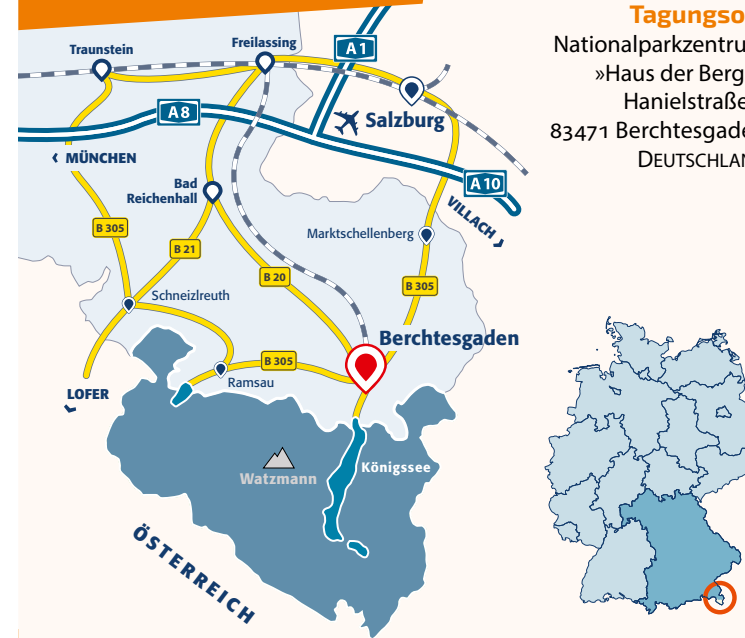 Tagungso
Nationalparkzentru
»Haus der Berg
Hanielstraße
83471 Berchtesgade
DEUTSCHLAN
Traunstein
Freilassing
A 1
A 8
Salzburg
‹ MÜNCHEN
A 10
Bad
Reichenhall
VILLACH ›
B 305
B 21
Marktschellenberg
B 20
B 305
Schneizlreuth
Berchtesgaden
B 305
Ramsau
LOFER
›
Königssee
Watzmann
ÖSTERREICH